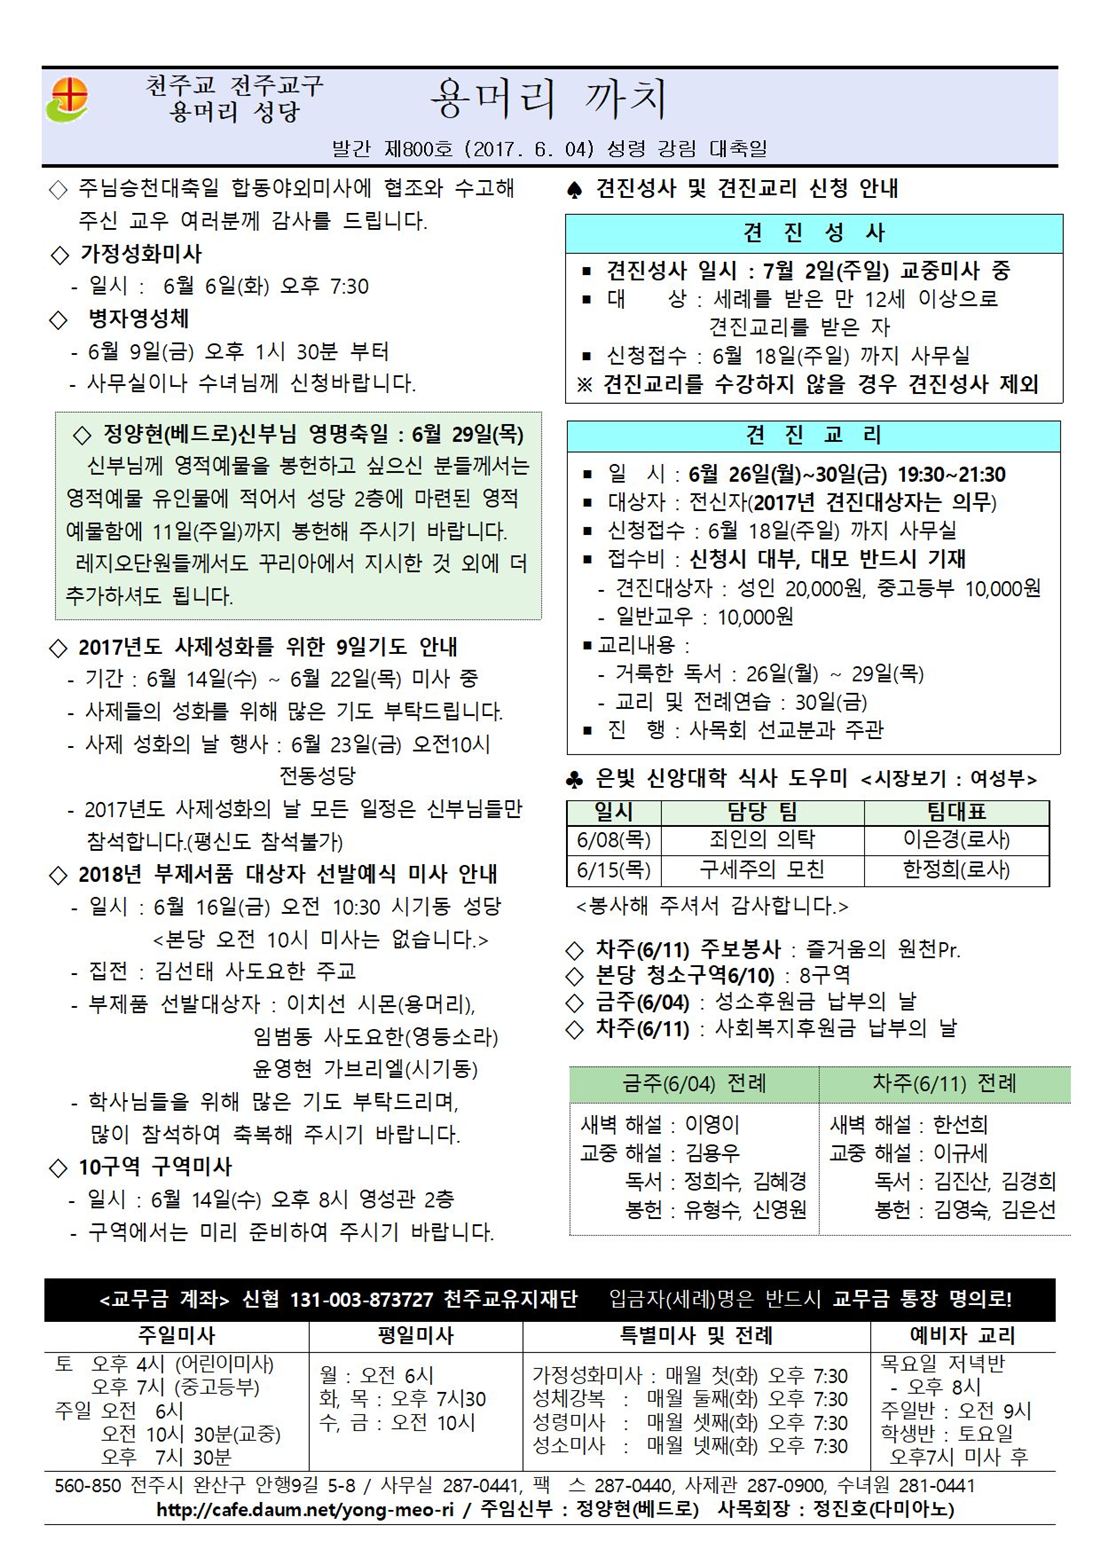 천주교 전주교구
용머리 성당
용머리 까치
발간 제800호 (2017. 6. 04) 성령 강림 대축일
◇ 주님승천대축일 합동야외미사에 협조와 수고해
주신 교우 여러분께 감사를 드립니다.
◇ 가정성화미사
- 일시 : 6월 6일(화) 오후 7:30
◇ 병자영성체
- 6월 9일(금) 오후 1시 30분 부터
- 사무실이나 수녀님께 신청바랍니다.
◇ 정양현(베드로)신부님 영명축일 : 6월 29일(목)
신부님께 영적예물을 봉헌하고 싶으신 분들께서는
영적예물 유인물에 적어서 성당 2층에 마련된 영적
예물함에 11일(주일)까지 봉헌해 주시기 바랍니다.
레지오단원들께서도 꾸리아에서 지시한 것 외에 더
추가하셔도 됩니다.
◇ 2017년도 사제성화를 위한 9일기도 안내
- 기간 : 6월 14일(수) ~ 6월 22일(목) 미사 중
- 사제들의 성화를 위해 많은 기도 부탁드립니다.
- 사제 성화의 날 행사 : 6월 23일(금) 오전10시
전동성당
- 2017년도 사제성화의 날 모든 일정은 신부님들만
참석합니다.(평신도 참석불가)
◇ 2018년 부제서품 대상자 선발예식 미사 안내
- 일시 : 6월 16일(금) 오전 10:30 시기동 성당
<본당 오전 10시 미사는 없습니다.>
- 집전 : 김선태 사도요한 주교
- 부제품 선발대상자 : 이치선 시몬(용머리),
임범동 사도요한(영등소라)
윤영현 가브리엘(시기동)
- 학사님들을 위해 많은 기도 부탁드리며,
많이 참석하여 축복해 주시기 바랍니다.
◇ 10구역 구역미사
- 일시 : 6월 14일(수) 오후 8시 영성관 2층
- 구역에서는 미리 준비하여 주시기 바랍니다.
♠ 견진성사 및 견진교리 신청 안내
견 진 성 사
▪ 견진성사 일시 : 7월 2일(주일) 교중미사 중
▪ 대 상 : 세례를 받은 만 12세 이상으로
견진교리를 받은 자
▪ 신청접수 : 6월 18일(주일) 까지 사무실
※ 견진교리를 수강하지 않을 경우 견진성사 제외
견 진 교 리
▪ 일 시 : 6월 26일(월)~30일(금) 19:30~21:30
▪ 대상자 : 전신자(2017년 견진대상자는 의무)
▪ 신청접수 : 6월 18일(주일) 까지 사무실
▪ 접수비 : 신청시 대부, 대모 반드시 기재
- 견진대상자 : 성인 20,000원, 중고등부 10,000원
- 일반교우 : 10,000원
▪교리내용 :
- 거룩한 독서 : 26일(월) ~ 29일(목)
- 교리 및 전례연습 : 30일(금)
▪ 진 행 : 사목회 선교분과 주관
♣ 은빛 신앙대학 식사 도우미 <시장보기 : 여성부>
일시 담당 팀 팀대표
6/08(목) 죄인의 의탁 이은경(로사)
6/15(목) 구세주의 모친 한정희(로사)
<봉사해 주셔서 감사합니다.>
◇ 차주(6/11) 주보봉사 : 즐거움의 원천Pr.
◇ 본당 청소구역6/10) : 8구역
◇ 금주(6/04) : 성소후원금 납부의 날
◇ 차주(6/11) : 사회복지후원금 납부의 날
금주(6/04) 전례 차주(6/11) 전례
새벽 해설 : 이영이 새벽 해설 : 한선희
교중 해설 : 김용우 교중 해설 : 이규세
독서 : 정희수, 김혜경 독서 : 김진산, 김경희
봉헌 : 유형수, 신영원 봉헌 : 김영숙, 김은선
<교무금 계좌> 신협 131-003-873727 천주교유지재단 입금자(세례)명은 반드시 교무금 통장 명의로!
주일미사 평일미사 특별미사 및 전례 예비자 교리
토 오후 4시 (어린이미사)
오후 7시 (중고등부)
주일 오전 6시
오전 10시 30분(교중)
오후 7시 30분
월 : 오전 6시
화, 목 : 오후 7시30
수, 금 : 오전 10시
가정성화미사 : 매월 첫(화) 오후 7:30
성체강복 : 매월 둘째(화) 오후 7:30
성령미사 : 매월 셋째(화) 오후 7:30
성소미사 : 매월 넷째(화) 오후 7:30
목요일 저녁반
- 오후 8시
주일반 : 오전 9시
학생반 : 토요일
오후7시 미사 후
560-850 전주시 완산구 안행9길 5-8 / 사무실 287-0441, 팩 스 287-0440, 사제관 287-0900, 수녀원 281-0441
http://cafe.daum.net/yong-meo-ri / 주임신부 : 정양현(베드로) 사목회장 : 정진호(다미아노)